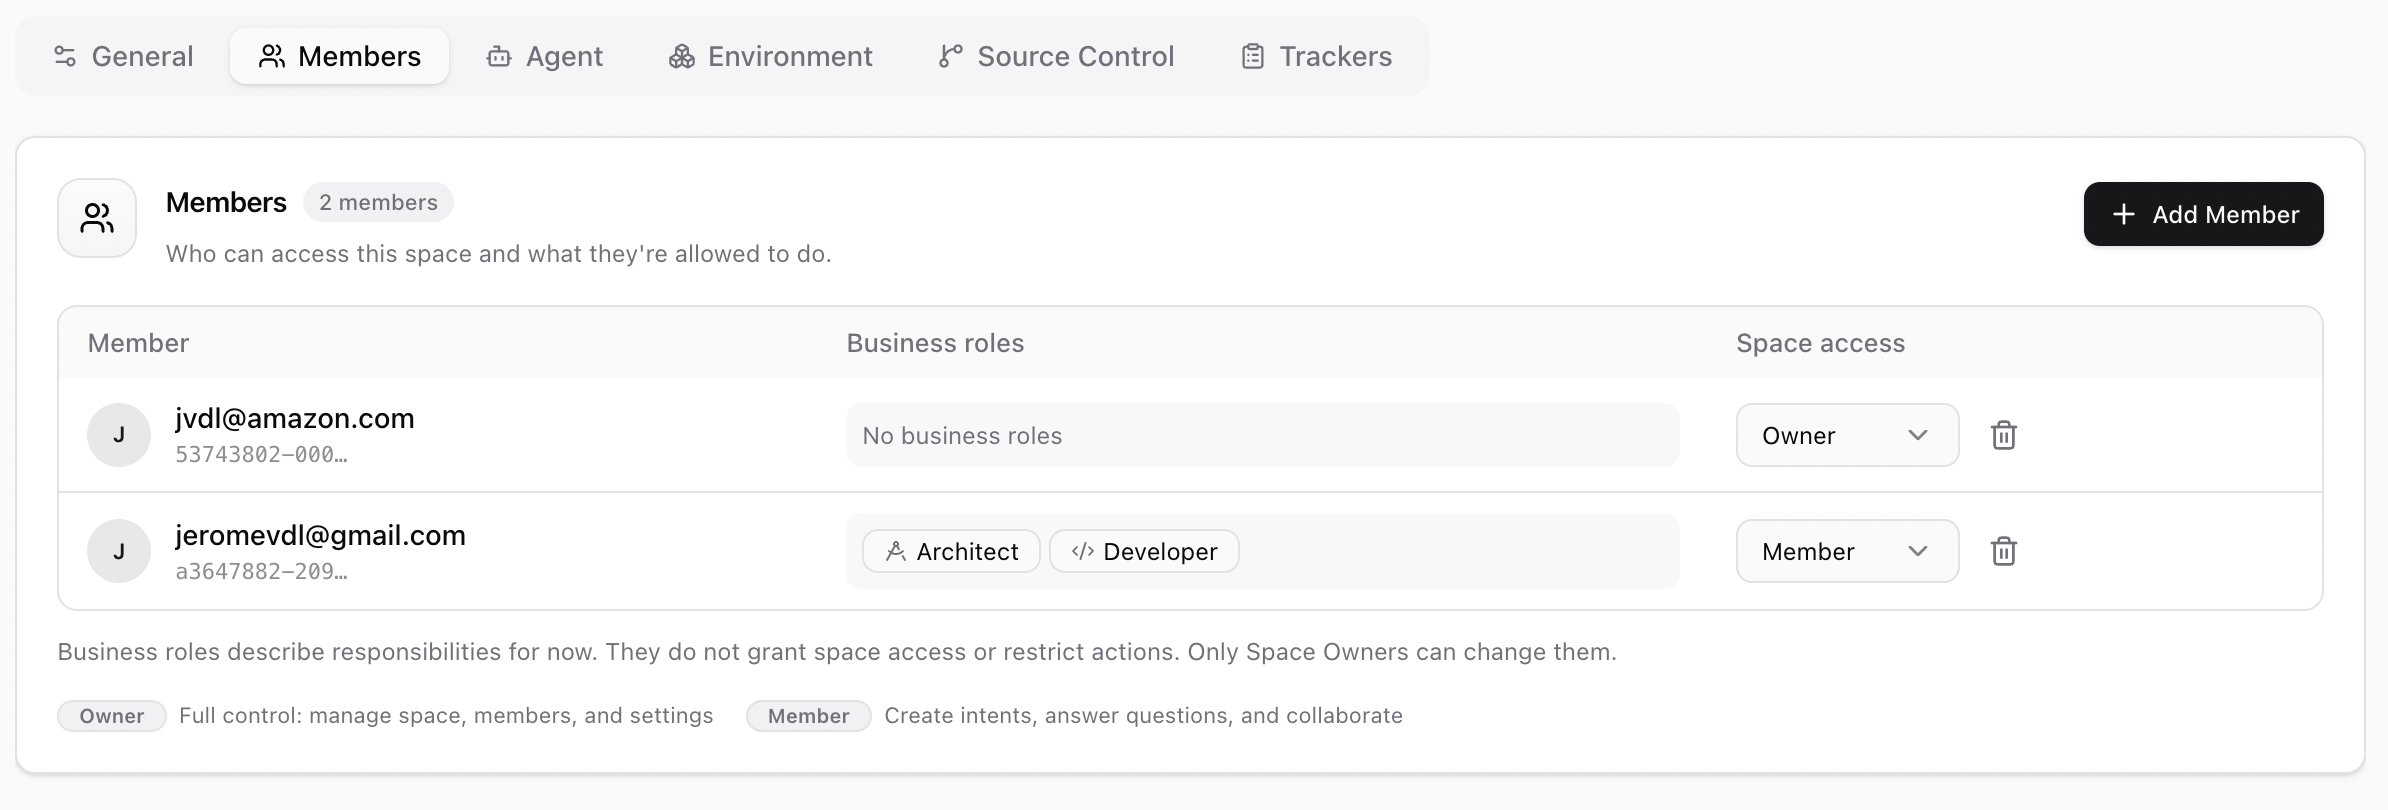 General Members Agent Environment Source Control Trackers
Members 2 members
Who can access this space and what they're allowed to do.
+ Add Member
Member Business roles Space access
J jvdl@amazon.com No business roles Owner
53743802-000…
J jeromevdl@gmail.com Architect </> Developer Member
a3647882-209…
Business roles describe responsibilities for now. They do not grant space access or restrict actions. Only Space Owners can change them.
Owner Full control: manage space, members, and settings Member Create intents, answer questions, and collaborate